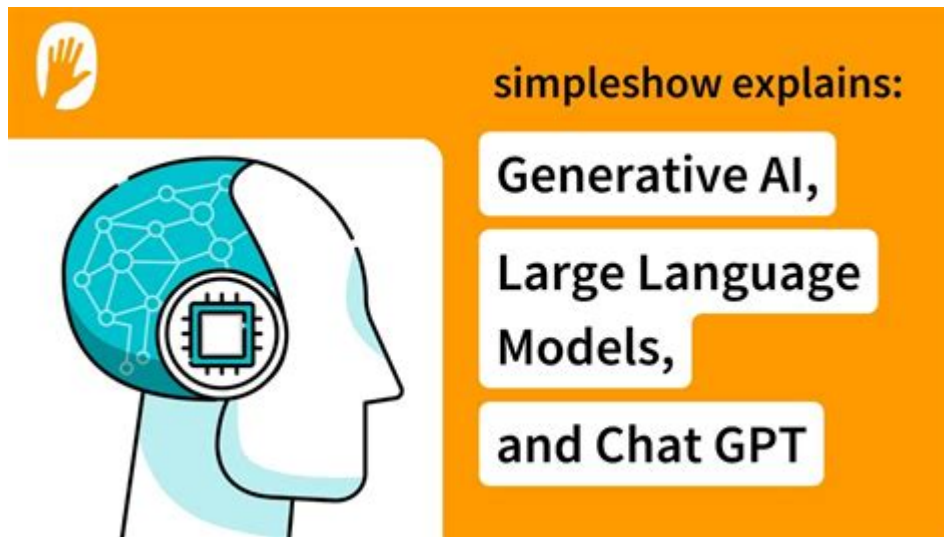 simpleshow explains:
Generative AI,
Large Language
Models,
and Chat GPT